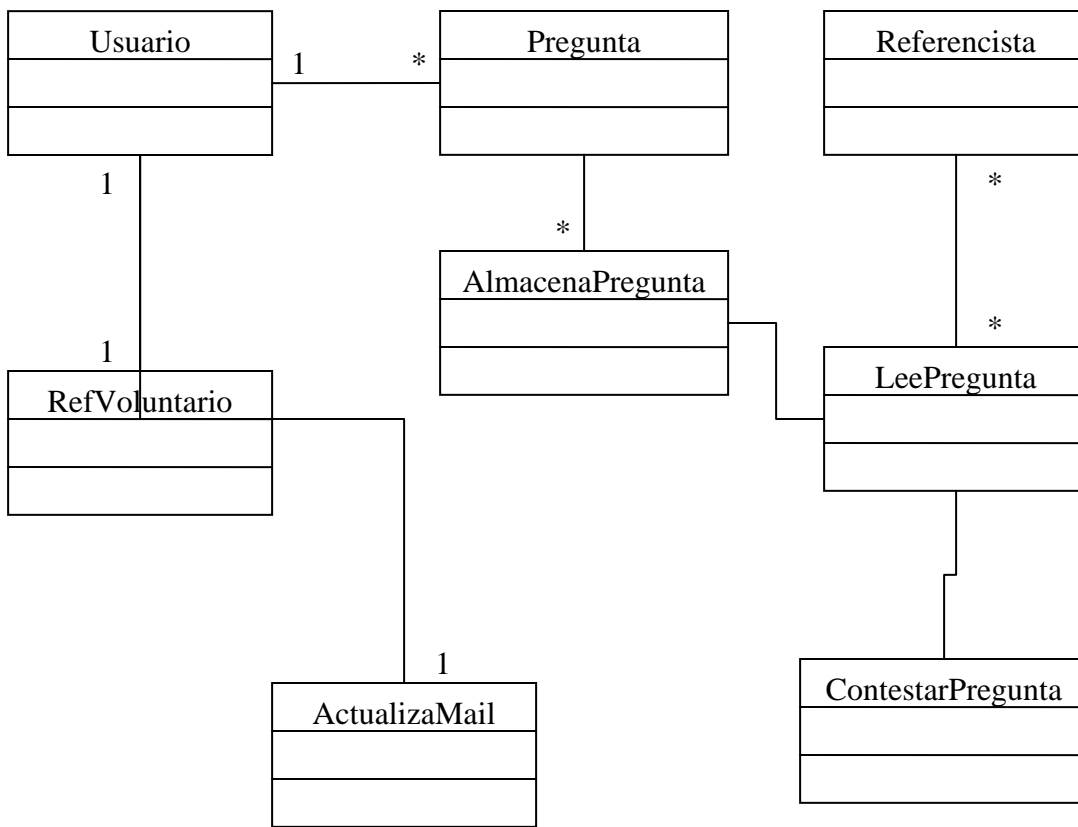 Usuario
Pregunta
Referencista
1
*
1
*
*
AlmacenaPregunta
*
1
LeePregunta
RefVoluntario
1
ContestarPregunta
ActualizaMail